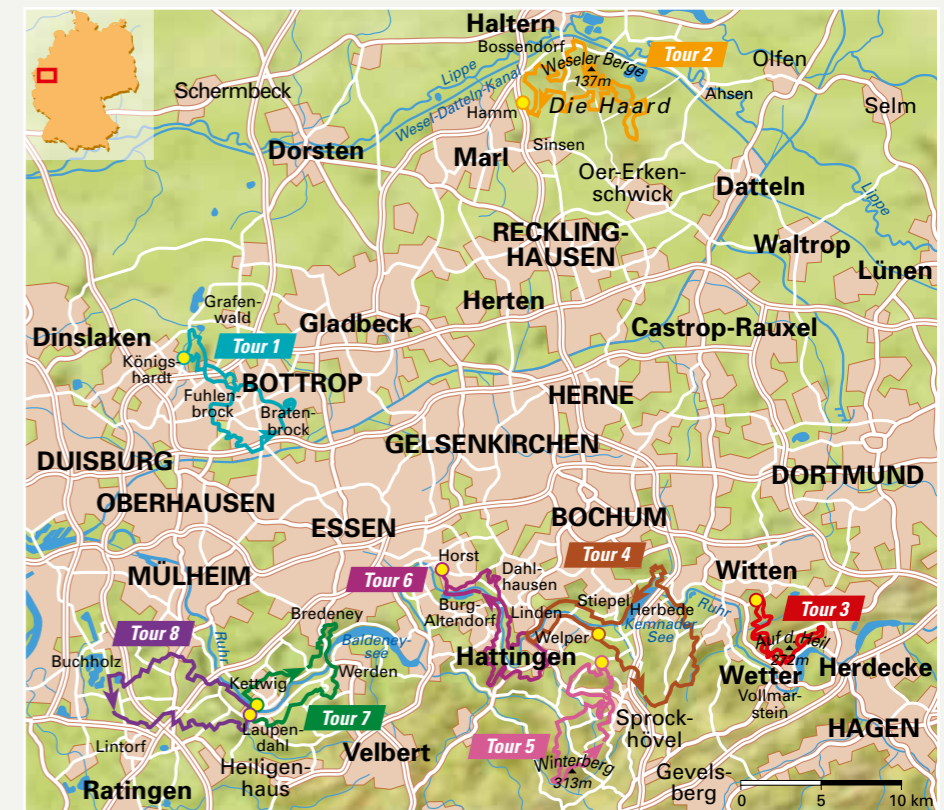 Haltern
Bossendorf
Tour 2
Olfen
Weseler Berge
137m
Lippe
Schermbeck
Wesel-Datteln-Kanal
Ahsen
Hamm
Die Haard
Selm
Dorsten
Marl
Sinsen
Oer-Erken-
schwick
Datteln
Lippe
RECKLING-
HAUSEN
Waltrop
Lünen
Grafen-
wald
Herten
Dinslaken
Gladbeck
Castrop-Rauxel
Tour 1
Königs-
hardt
BOTTROP
HERNE
Fuhlen-
brock
Braten-
brock
GELSENKIRCHEN
DUISBURG
DORTMUND
OBERHAUSEN
ESSEN
BOCHUM
Horst
Tour 4
Dahl-
hausen
Witten
MÜLHEIM
Tour 6
Burg-
Altendorf
Linden
Stiepel
Herbede
Ruhr
Tour 3
Bredeney
Kemnader
See
Tour 8
Ruhr
Baldeney-
see
Welper
Auf d. Heil
272m
Buchholz
Werden
Hattingen
Wetter
Herdecke
Kettwig
Vollmar-
stein
Tour 7
Laupen-
dahl
Sprock-
hövel
HAGEN
Lintorf
Velbert
Tour 5
Heiligen-
haus
Winterberg
313m
Gevels-
berg
Ratingen
0 5 10 km